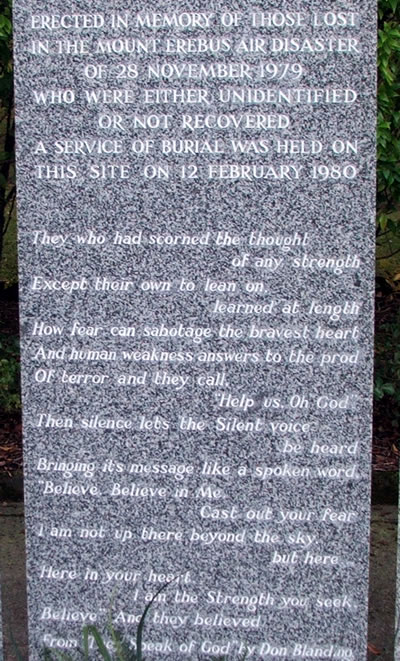 ERECTED IN MEMORY OF THOSE LOST
IN THE MOUNT EREBUS AIR DISASTER
OF 28 NOVEMBER 1979
WHO WERE EITHER UNIDENTIFIED
OR NOT RECOVERED
A SERVICE OF BURIAL WAS HELD ON
THIS SITE ON 12 FEBRUARY 1980
They who had scorned the thought
of any strength
Except their own to lean on,
learned at length
How fear can sabotage the bravest heart
And human weakness answers to the prod
Of terror and they call,
"Help us, Oh God"
Then silence lets the Silent voice
be heard
Bringing it's message like a spoken word,
"Believe, Believe in Me.
Cast out your fear
I am not up there beyond the sky,
but here
Here in your heart.
I am the Strength you seek.
Believe" And they believed.
From speak of God" by Don Blanding